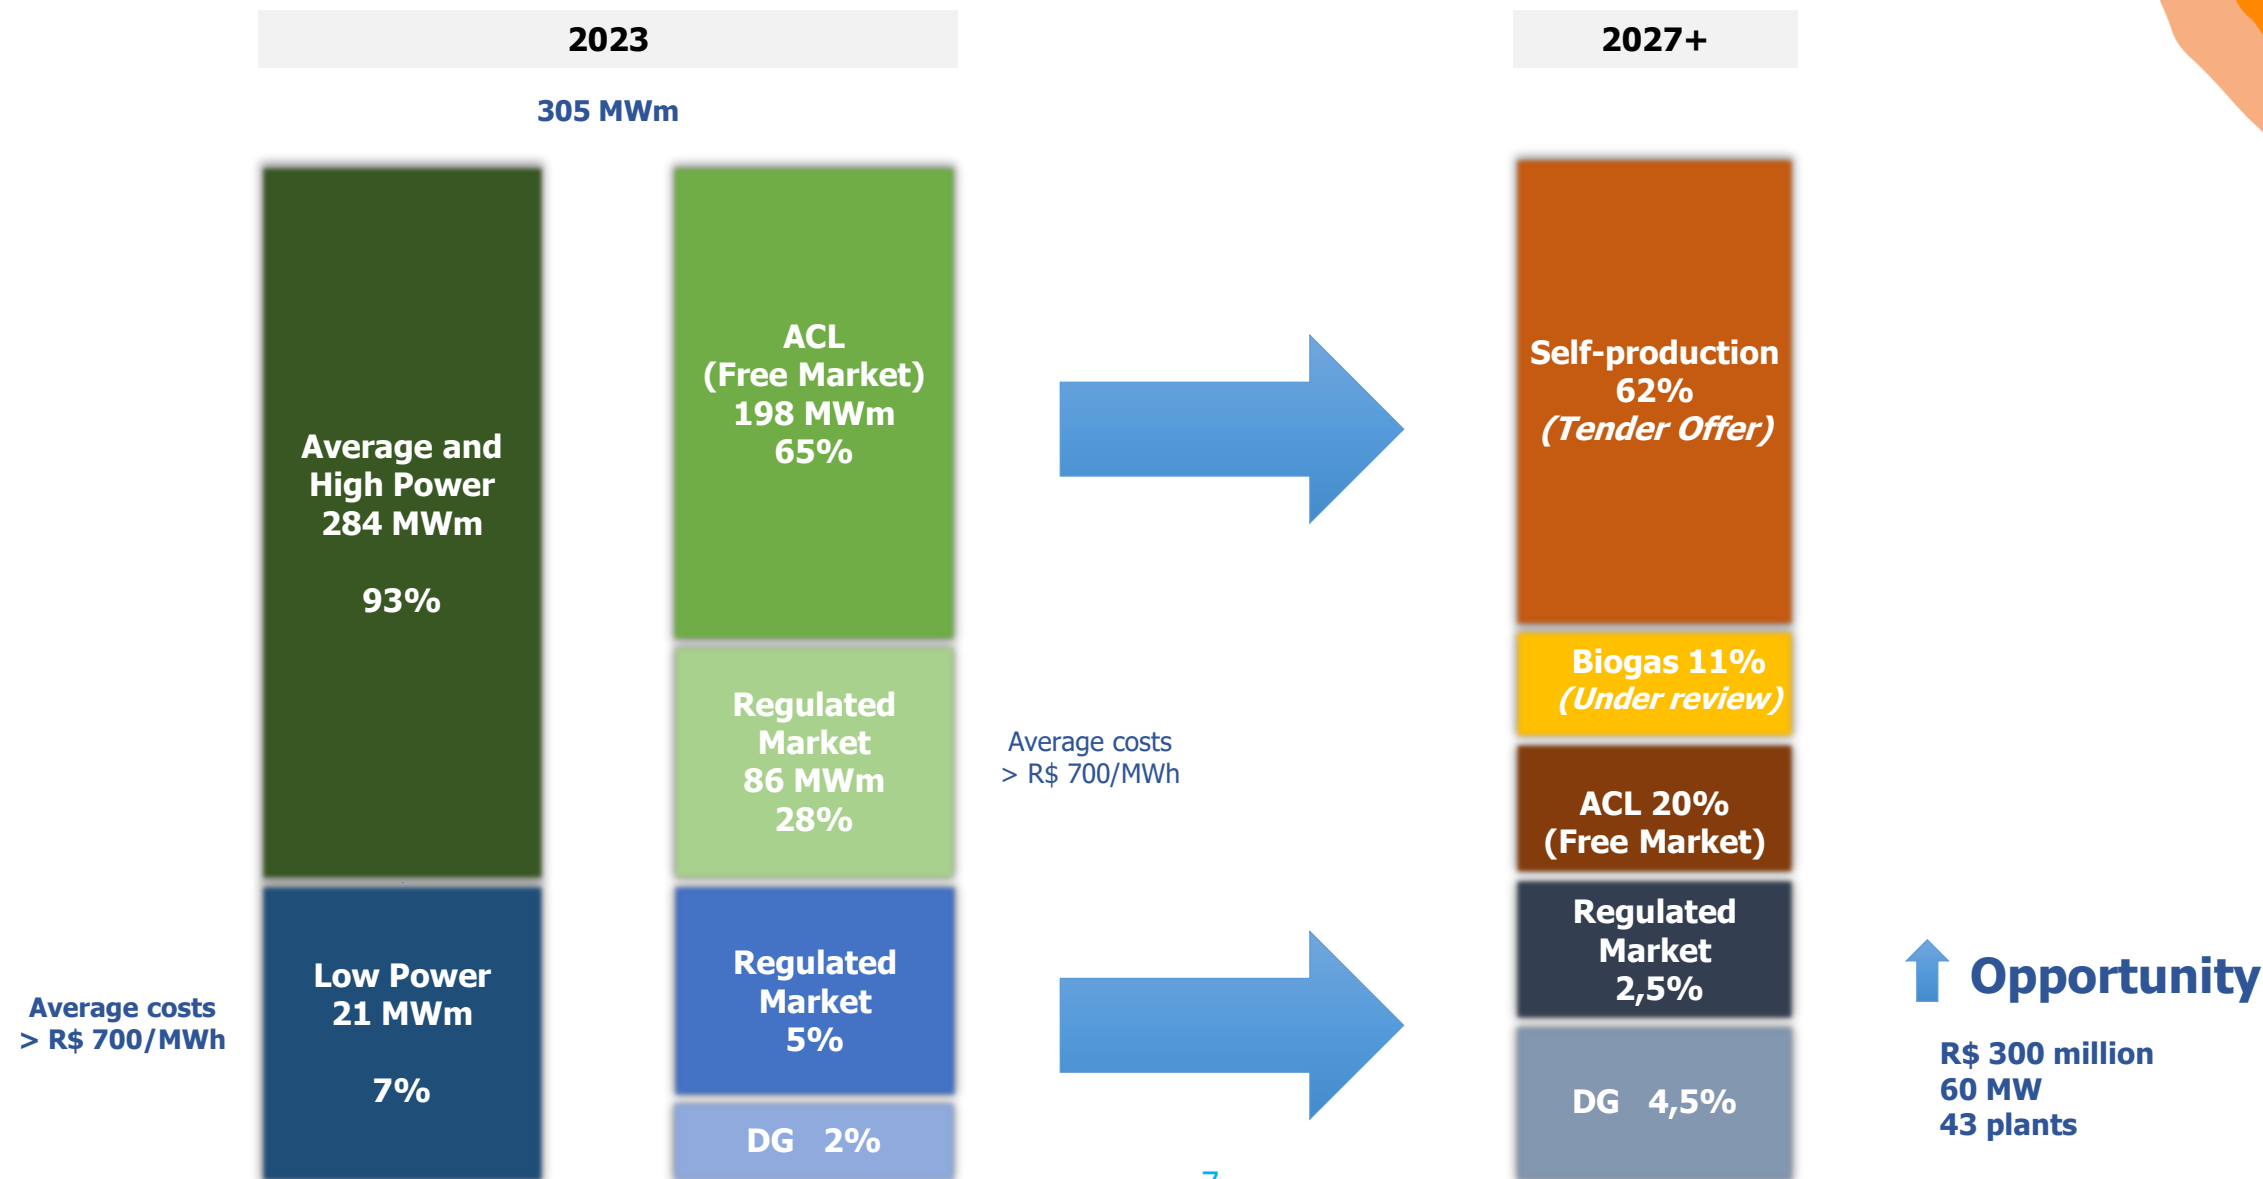 2023
305 MWm
Average and
High Power
284 MWm
93%
Low Power
21 MWm
7%
Average costs
> R$ 700/MWh
ACL
(Free Market)
198 MWm
65%
Regulated
Market
86 MWm
28%
Regulated
Market
5%
DG 2%
Average costs
> R$ 700/MWh
2027+
Self-production
62%
(Tender Offer)
Biogas 11%
(Under review)
ACL 20%
(Free Market)
Regulated
Market
2,5%
DG 4,5%
Opportunity
R$ 300 million
60 MW
43 plants